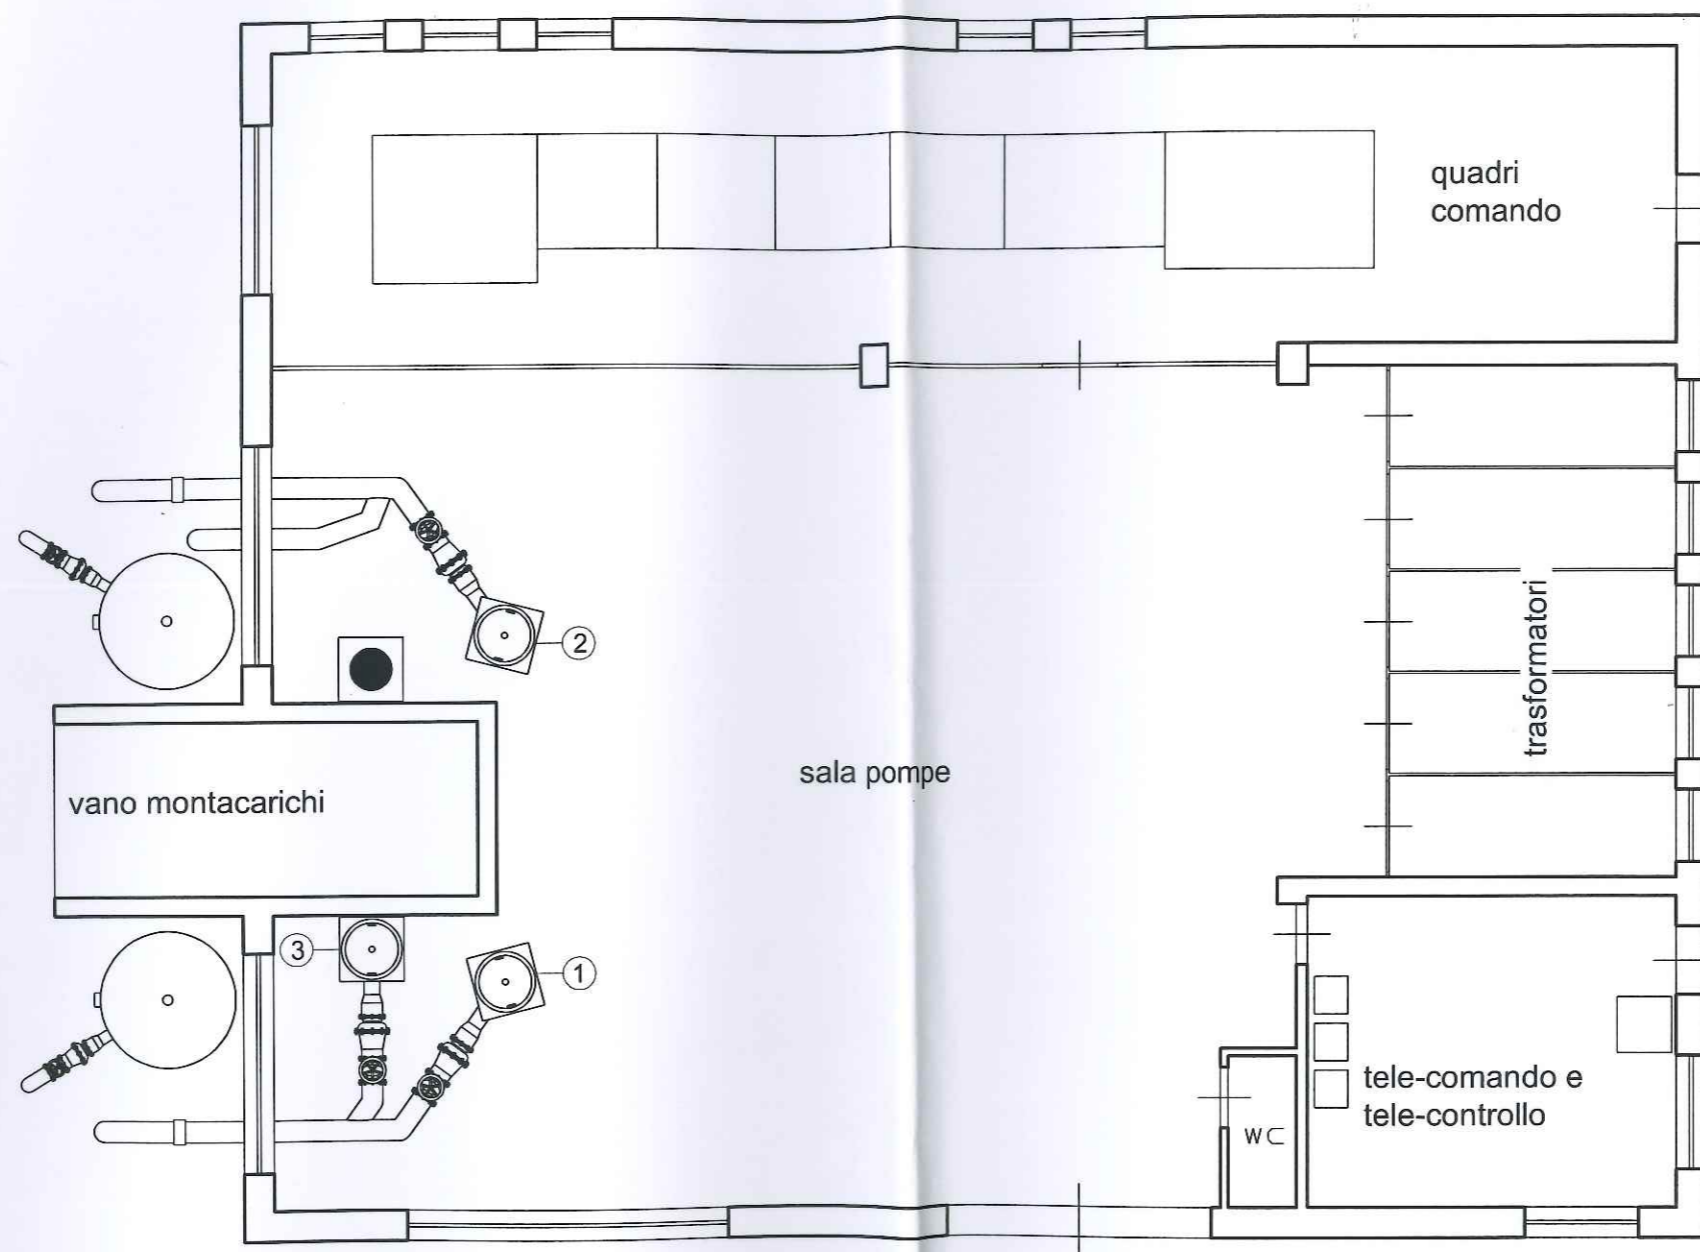 quadri
comando
2
trasformatori
sala pompe
vano montacarichi
3
1
tele-comando e
tele-controllo
WC